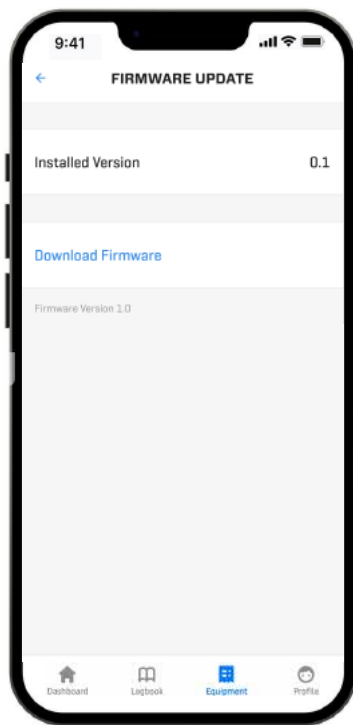 9:41
FIRMWARE UPDATE
Installed Version 0.1
Download Firmware
Firmware Version 1.0
Dashboard Logbook Equipment Profile